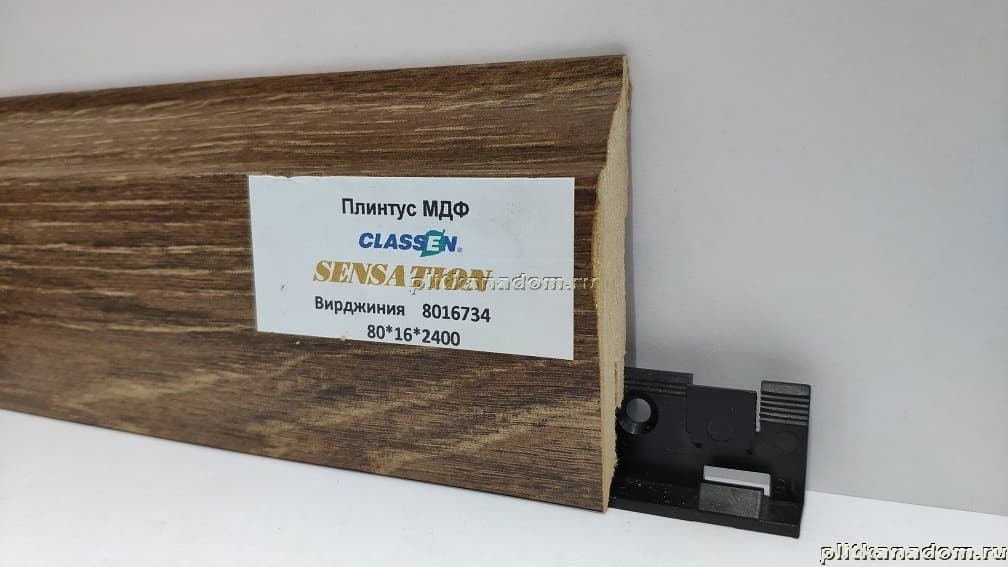 Плинтус МДФ
CLASSEN®
SENSATION
plitkanadom.ru
Вирджиния 8016734
80*16*2400
plitkanadom.ru